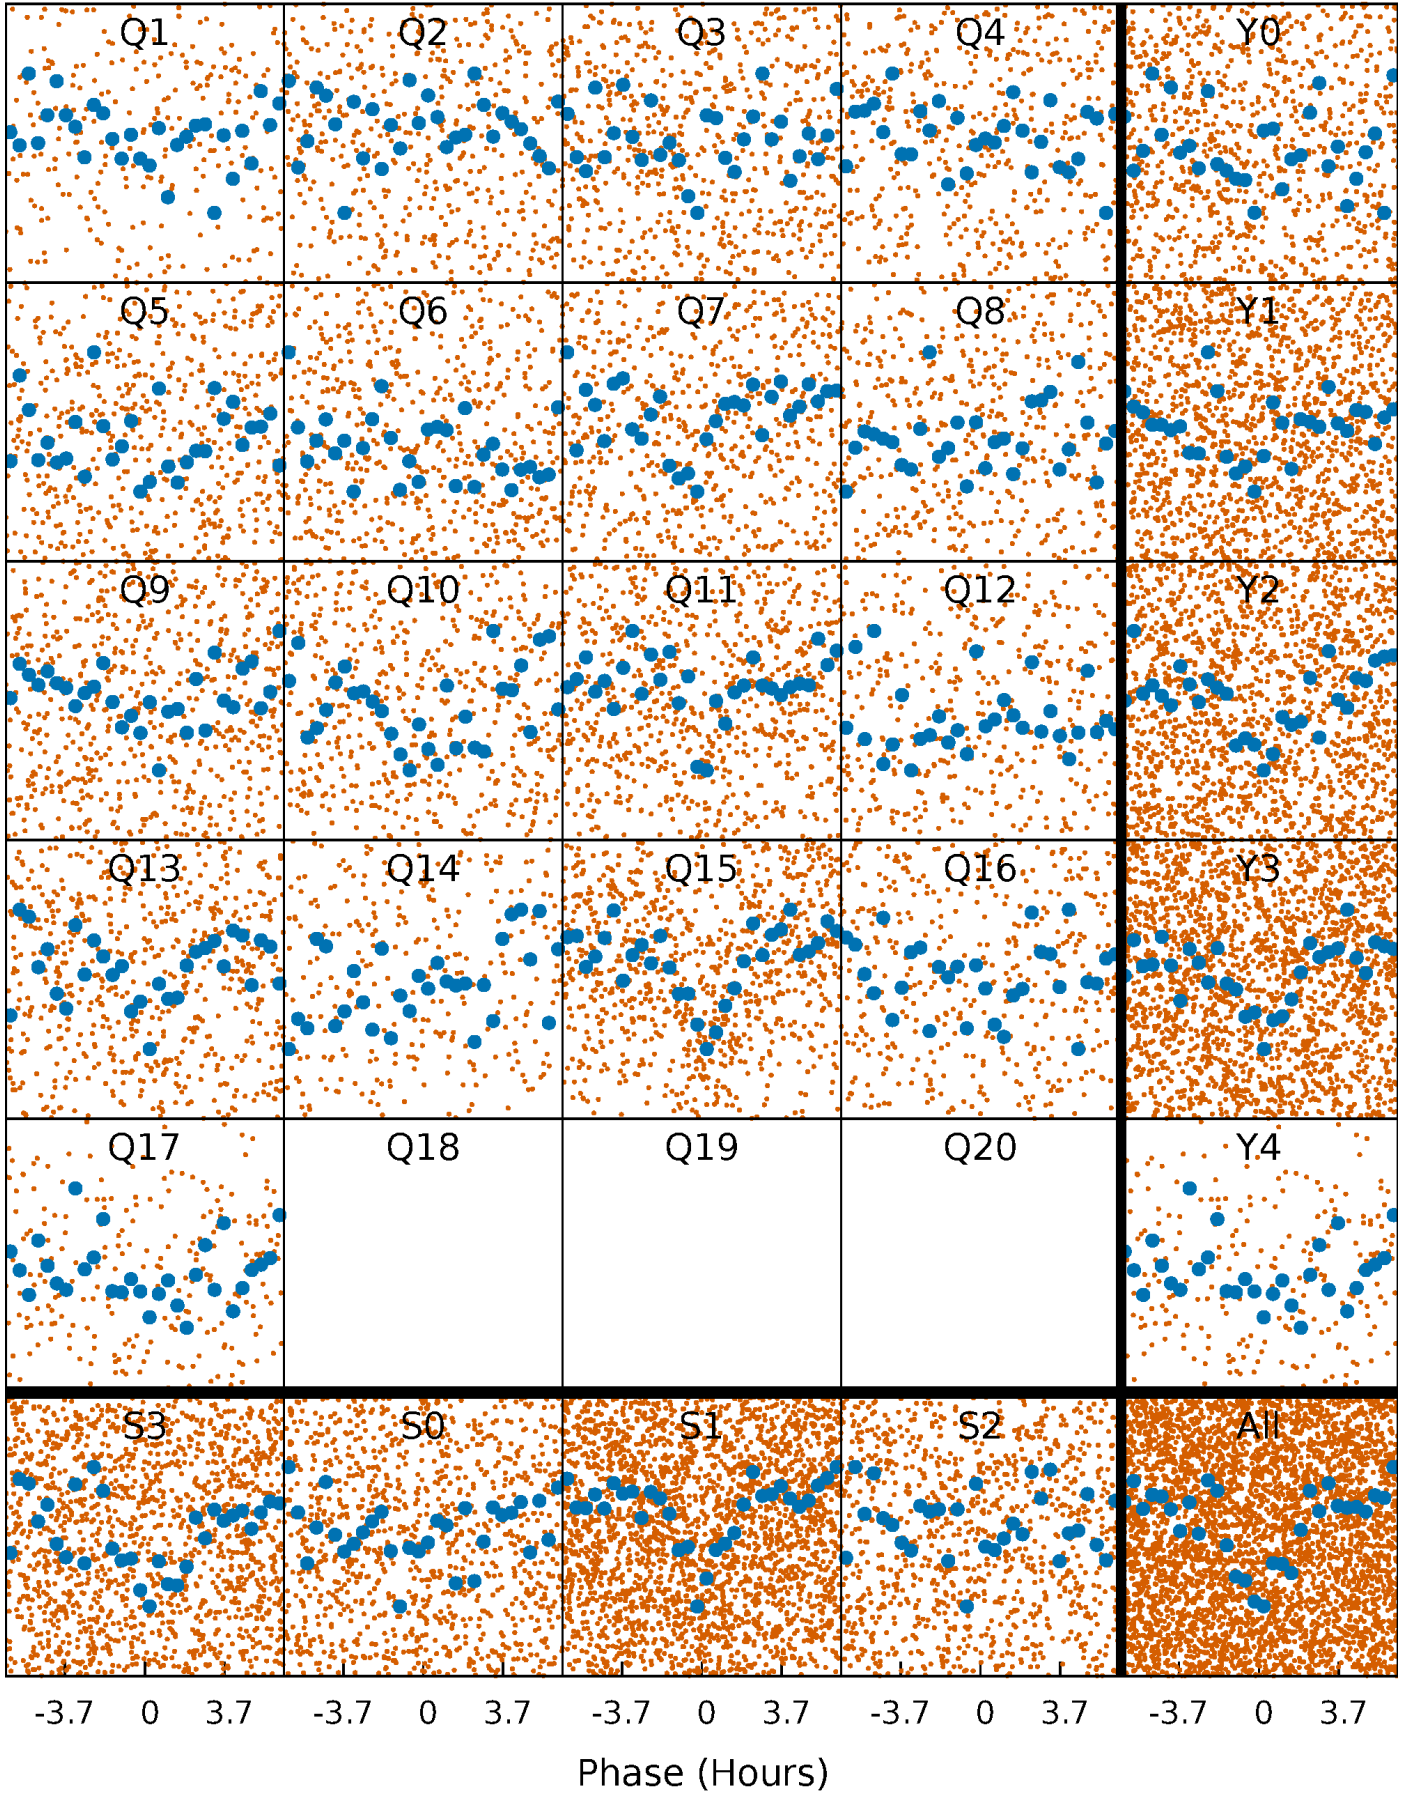 Q1 Q2 Q3 Q4 Y0
Q5 Q6 Q7 Q8 Y1
Q9 Q10 Q11 Q12 Y2
Q13 Q14 Q15 Q16 Y3
Q17 Q18 Q19 Q20 Y4
S3 S0 S1 S2 All
-3.7 0 3.7 -3.7 0 3.7 -3.7 0 3.7 -3.7 0 3.7 -3.7 0 3.7
Phase (Hours)